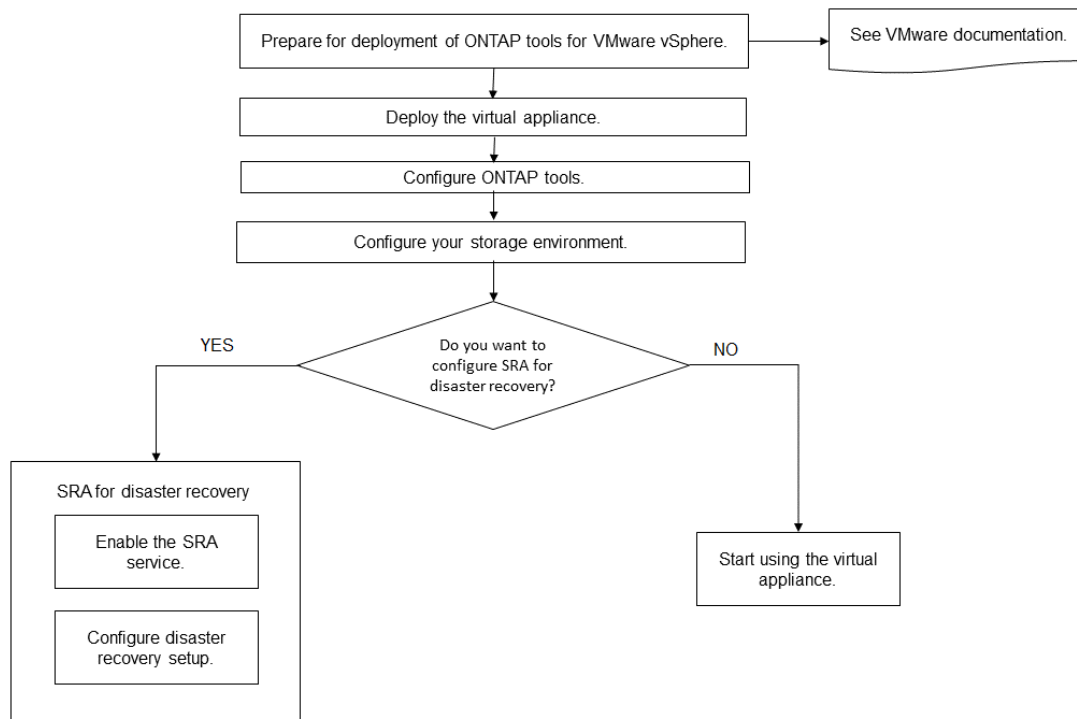 Prepare for deployment of ONTAP tools for VMware vSphere.
See VMware documentation.
Deploy the virtual appliance.
Configure ONTAP tools.
Configure your storage environment.
Do you want to
configure SRA for
disaster recovery?
YES
NO
SRA for disaster recovery
Enable the SRA
service.
Configure disaster
recovery setup.
Start using the virtual
appliance.